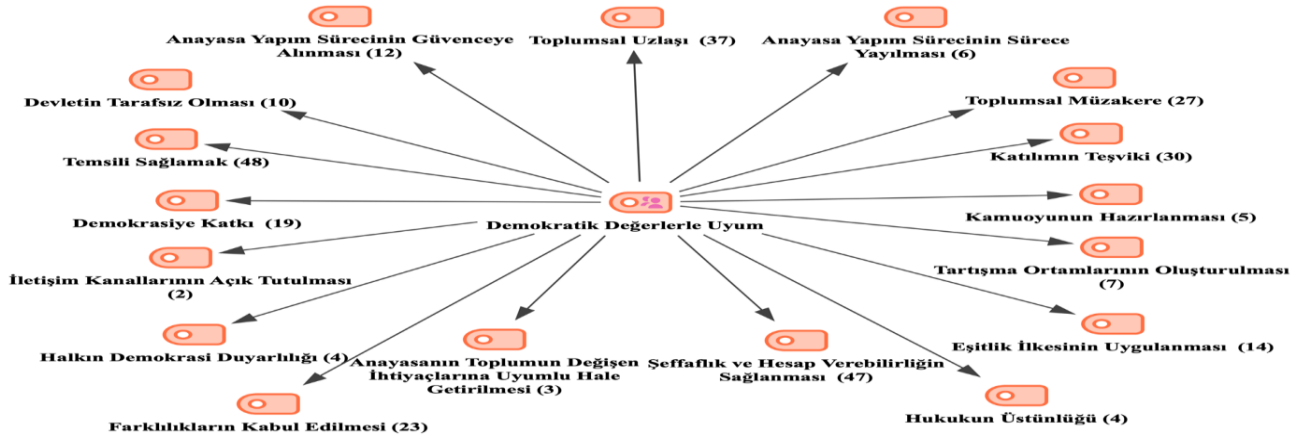 Anayasa Yapım Sürecinin Güvenceye
Alınması (12)
Toplumsal Uzlaşı (37)
Anayasa Yapım Sürecinin Sürece
Yayılması (6)
Devletin Tarafsız Olması (10)
Toplumsal Müzakere (27)
Temsili Sağlamak (48)
Katılımın Teşviki (30)
Demokrasiye Katkı (19)
Demokratik Değerlerle Uyum
Kamuoyunun Hazırlanması (5)
İletişim Kanallarının Açık Tutulması
(2)
Tartışma Ortamlarının Oluşturulması
(7)
Halkın Demokrasi Duyarlılığı (4)
Anayasanın Toplumun Değişen
İhtiyaçlarına Uyumlu Hale
Getirilmesi (3)
Şeffaflık ve Hesap Verebilirliğin
Sağlanması (47)
Eşitlik İlkesinin Uygulanması (14)
Farklılıkların Kabul Edilmesi (23)
Hukukun Üstünlüğü (4)